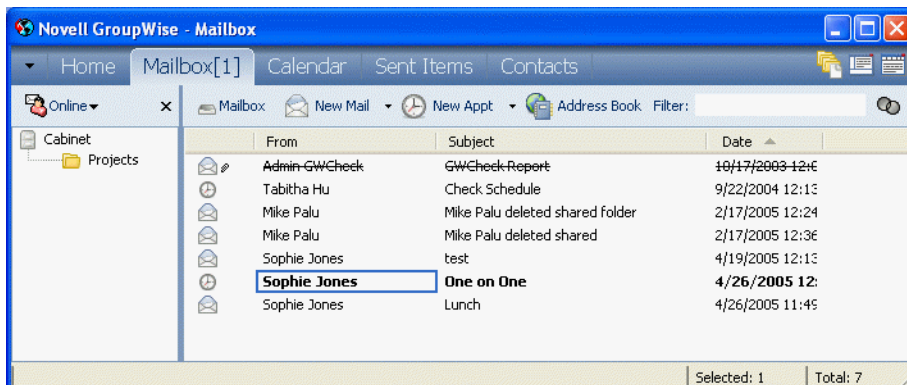 Novell GroupWise - Mailbox
Home Mailbox[1] Calendar Sent Items Contacts
Online Mailbox New Mail New Appt Address Book Filter:
Cabinet
Projects
From Subject Date
Admin GWCheck GWCheck Report 10/17/2003 12:
Tabitha Hu Check Schedule 9/22/2004 12:13
Mike Palu Mike Palu deleted shared folder 2/17/2005 12:24
Mike Palu Mike Palu deleted shared 2/17/2005 12:36
Sophie Jones test 4/19/2005 12:13
Sophie Jones One on One 4/26/2005 12:
Sophie Jones Lunch 4/26/2005 11:49
Selected: 1 Total: 7